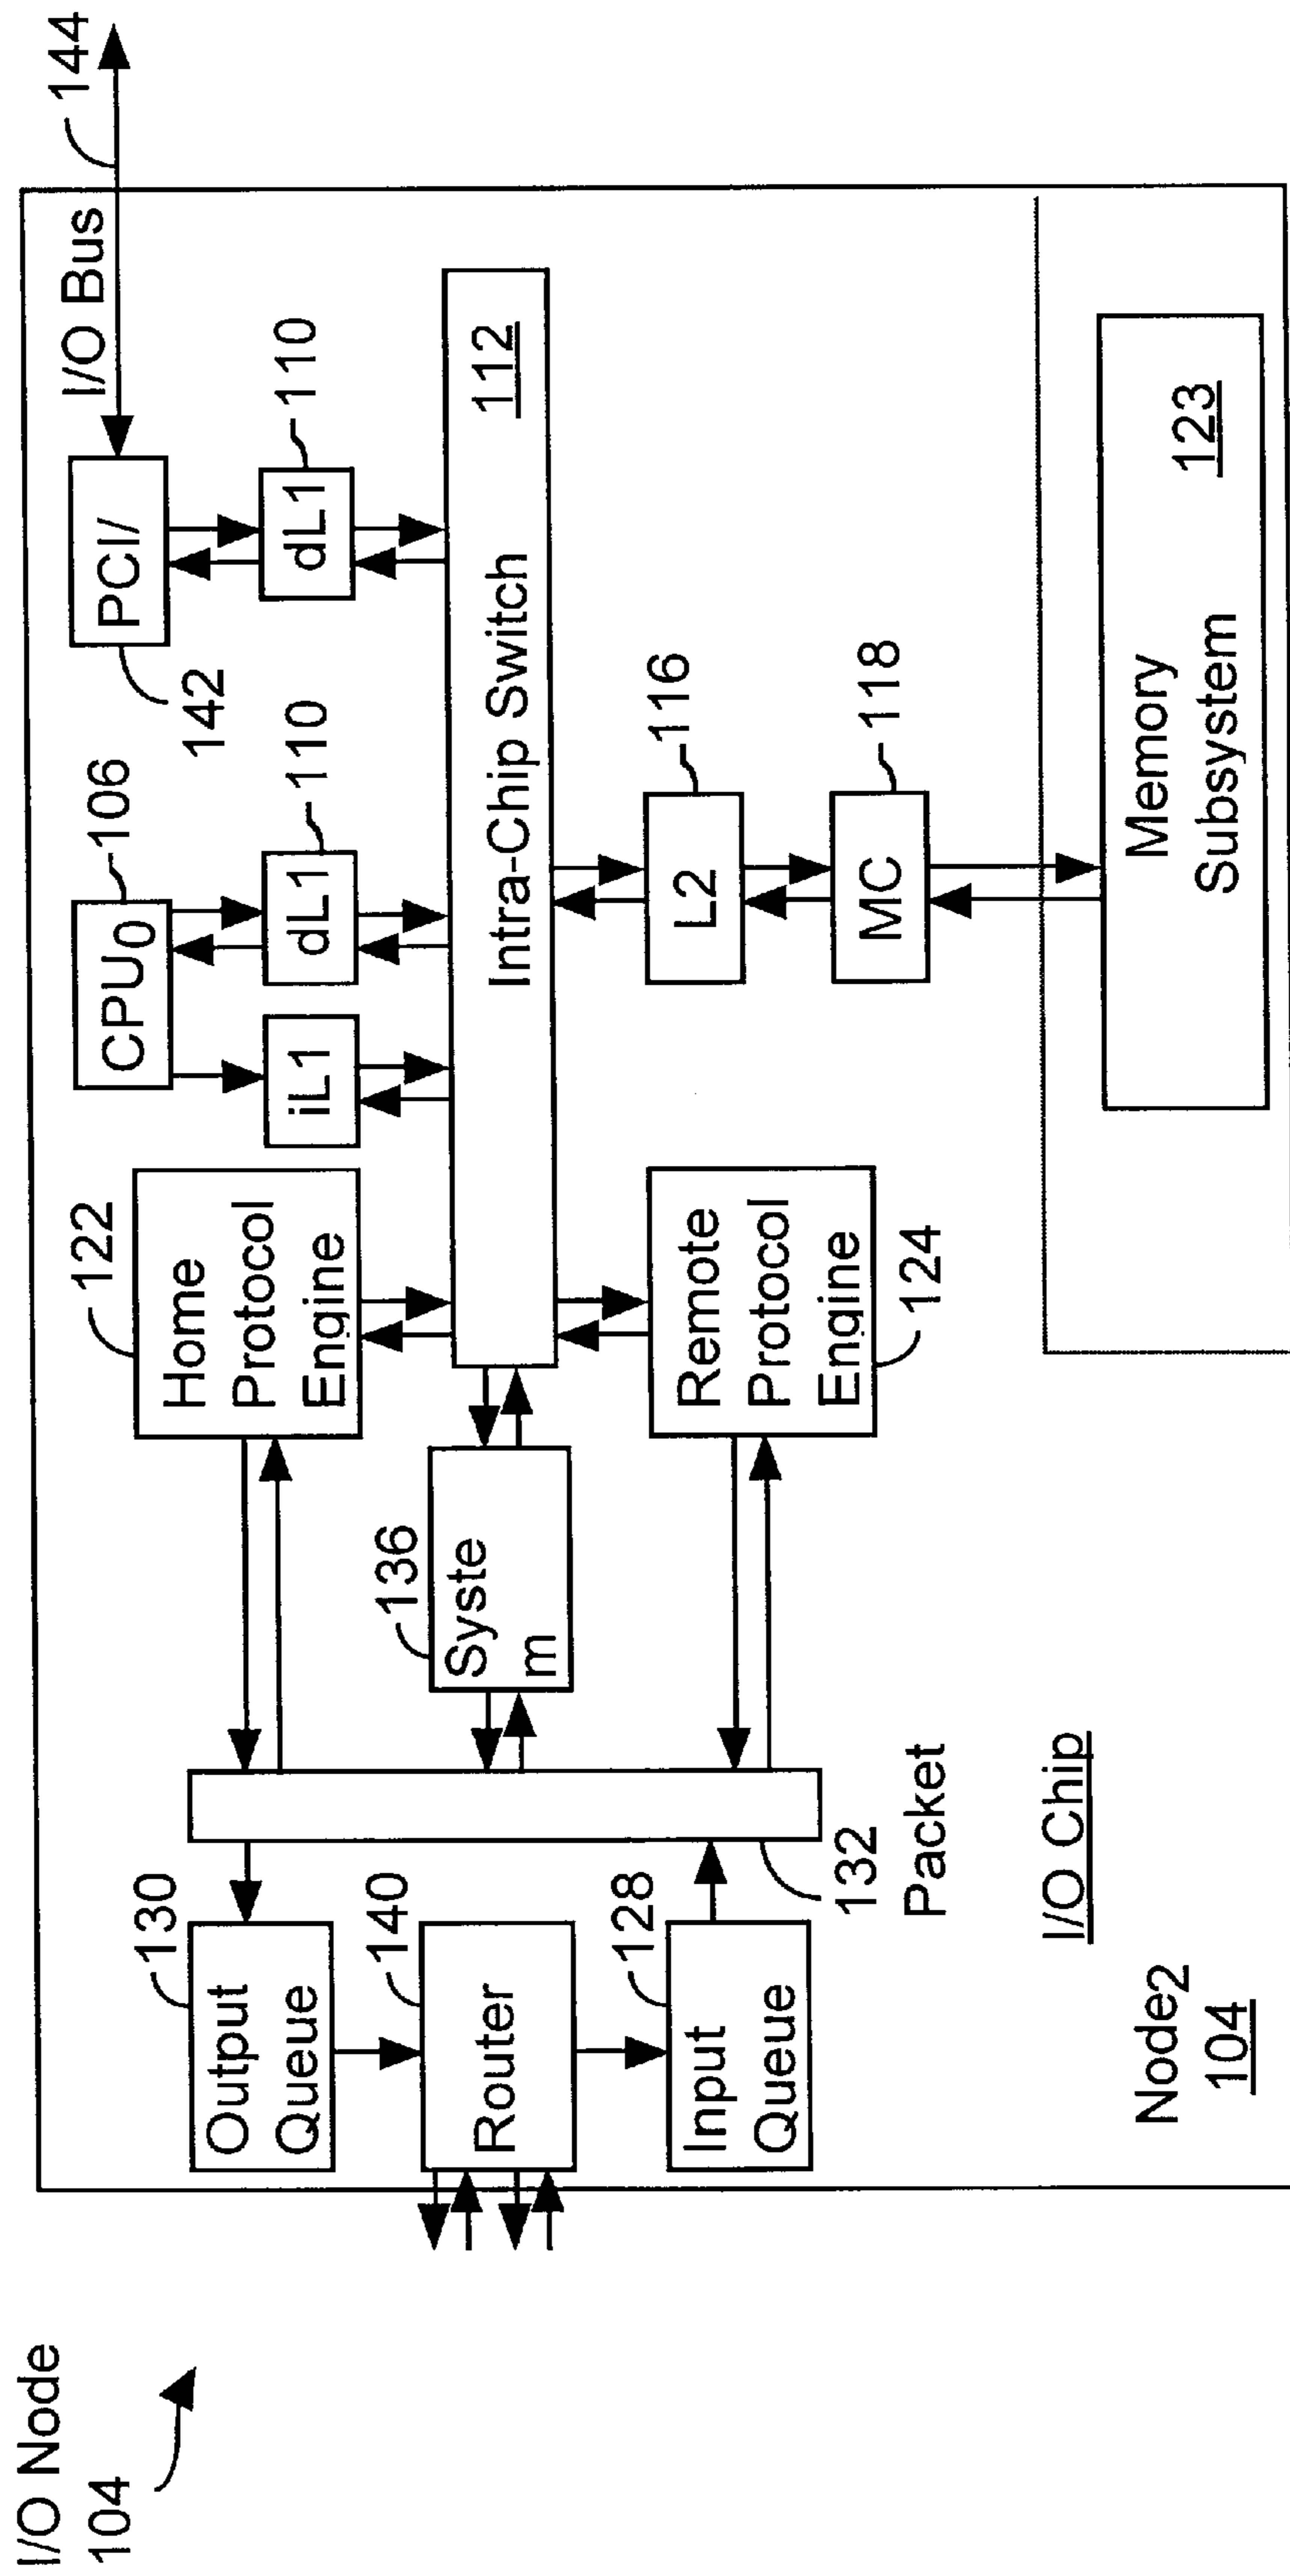 I/O Node
104
144
I/O Bus
PCI/
142
dL1
110
CPU0
106
dL1
110
iL1
Home
Protocol
Engine
122
Intra-Chip Switch
112
Output
Queue
130
Router
140
Input
Queue
128
132
Packet
Syste
m
136
Remote
Protocol
Engine
124
L2
116
MC
118
Memory
Subsystem
123
I/O Chip
Node2
104